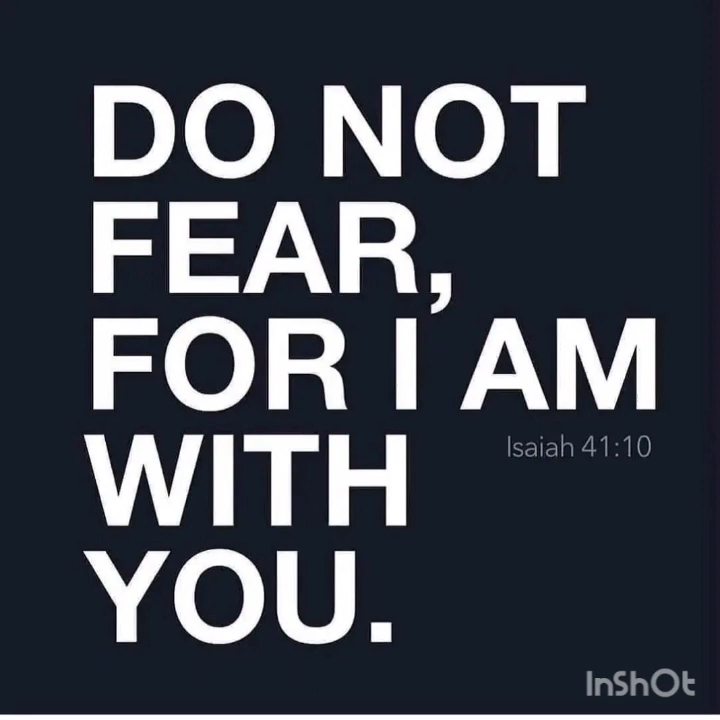 DO NOT
FEAR,
FOR I AM
WITH
Isaiah 41:10
YOU.
InShOt